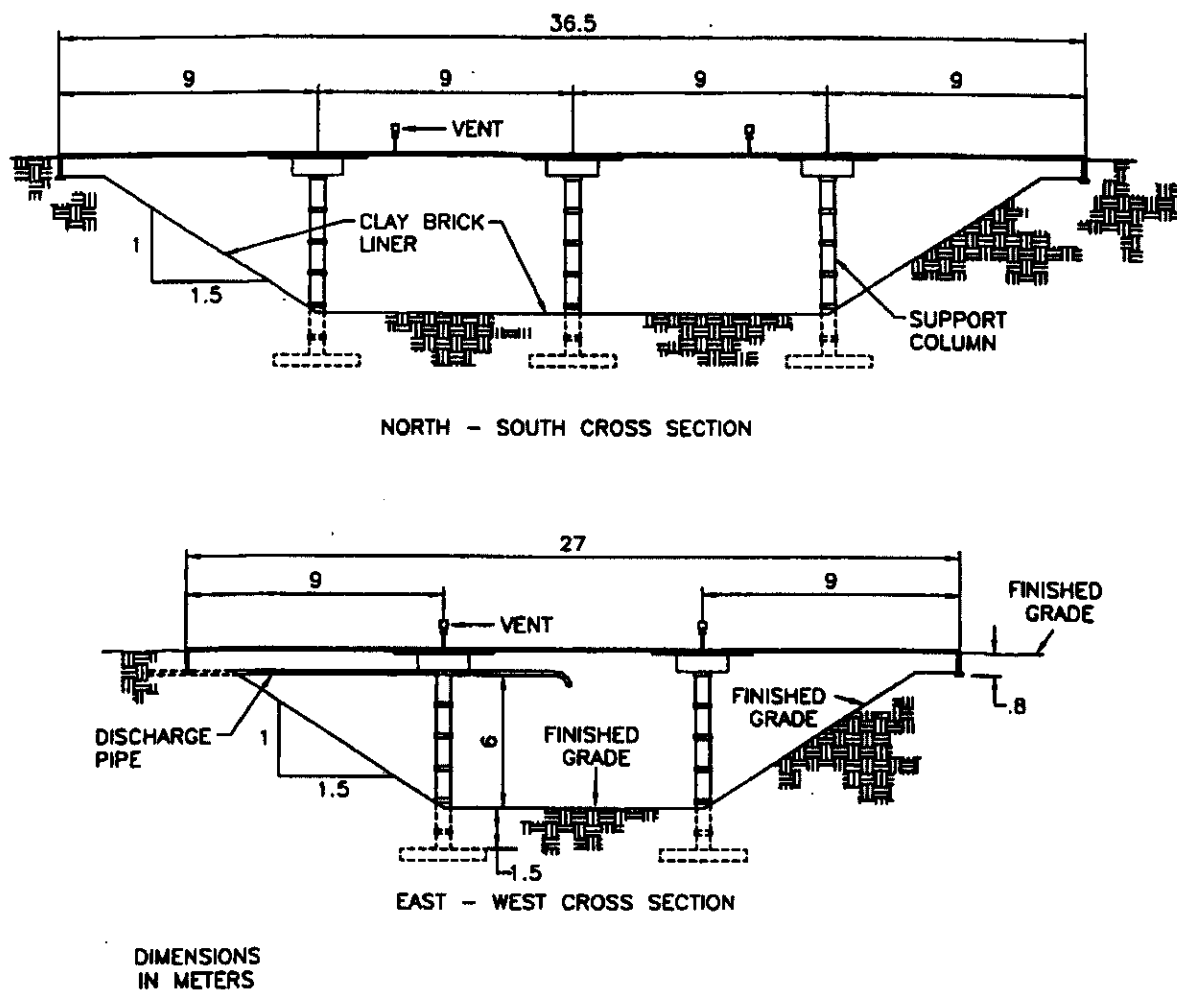 36.5
9
9
9
9
VENT
CLAY BRICK
LINER
1
1.5
SUPPORT
COLUMN
NORTH - SOUTH CROSS SECTION
27
9
9
FINISHED
GRADE
VENT
.8
FINISHED
GRADE
DISCHARGE
PIPE
1
1.5
6
FINISHED
GRADE
1.5
EAST - WEST CROSS SECTION
DIMENSIONS
IN METERS